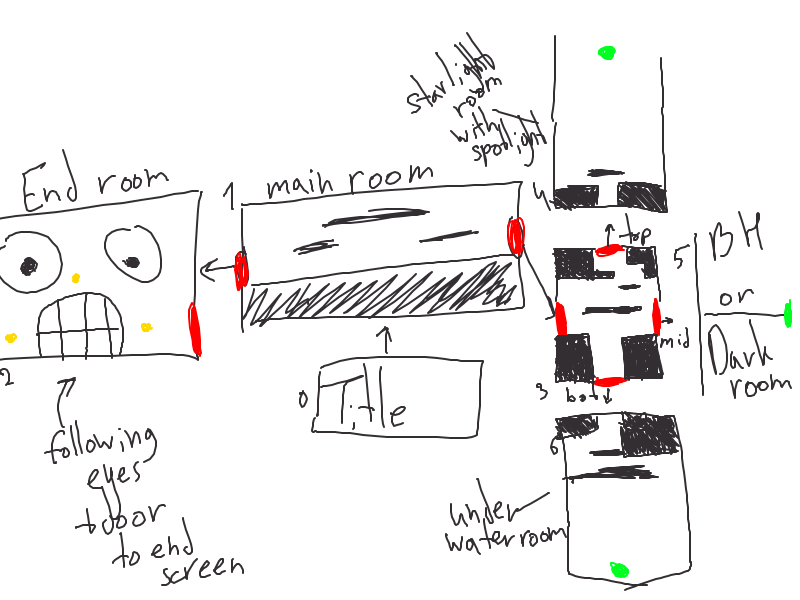 starlight
room
with
spotlight
End room
1
main room
4
top
5
BH
or
Dark
room
mid
3
bot
2
0
Title
6
following
eyes
+ door
to end
screen
under
water room